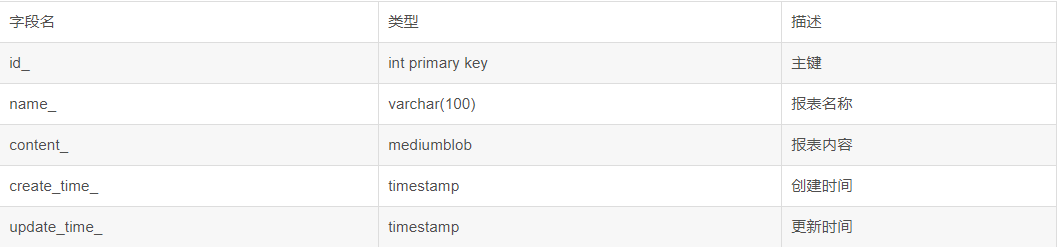 字段名 类型 描述
id_ int primary key 主键
name_ varchar(100) 报表名称
content_ mediumblob 报表内容
create_time_ timestamp 创建时间
update_time_ timestamp 更新时间